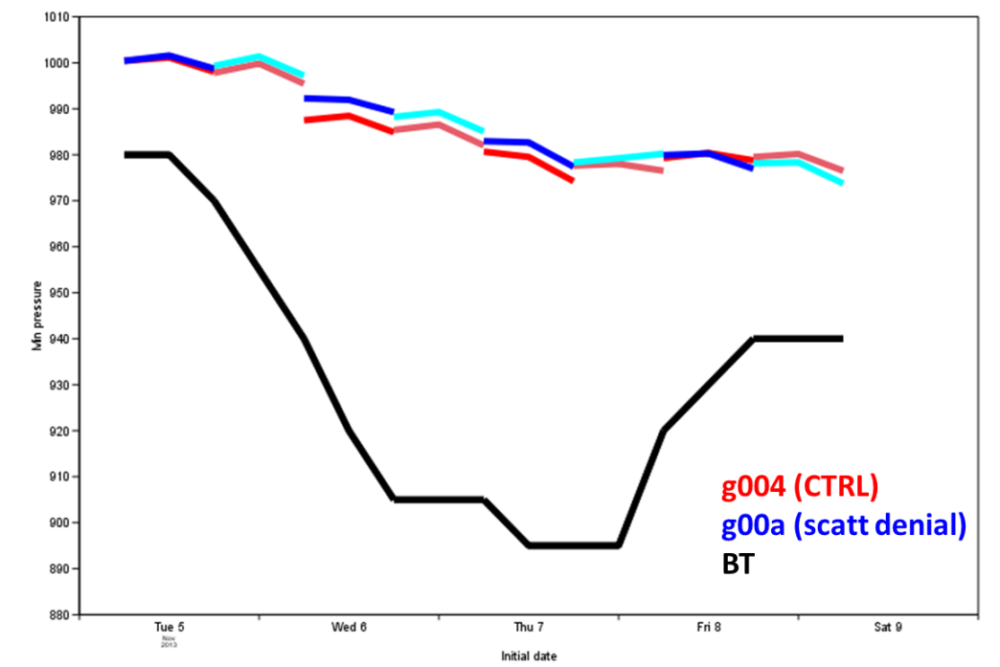 1010
1000
990
980
970
960
950
940
930
920
910
900
890
880
Min pressure
g004 (CTRL)
g00a (scatt denial)
BT
Tue 5
Wed 6
Thu 7
Fri 8
Sat 9
Nov
2013
Initial date